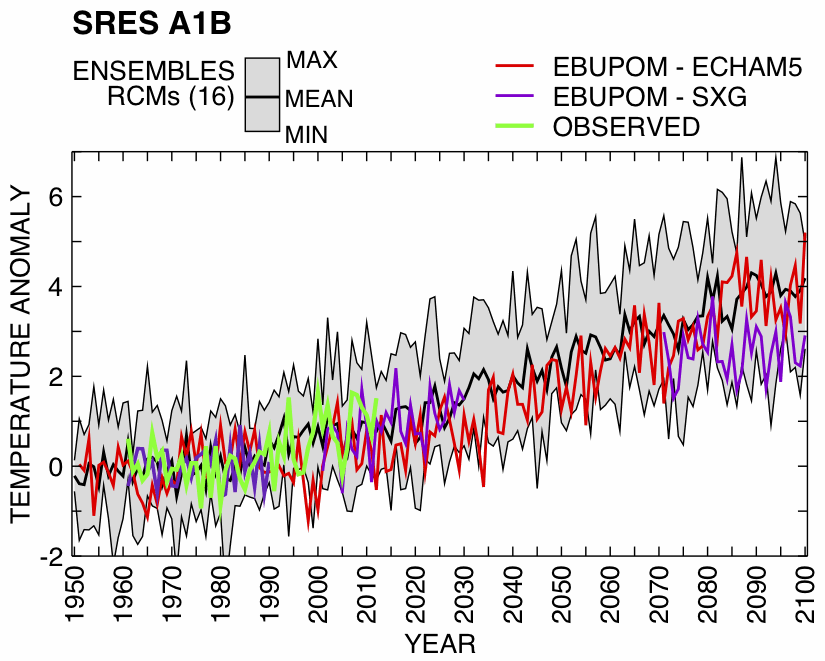 SRES A1B
ENSEMBLES
RCMs (16)
MAX
MEAN
MIN
EBUPOM - ECHAM5
EBUPOM - SXG
OBSERVED
TEMPERATURE ANOMALY
6
4
2
0
-2
1950 1960 1970 1980 1990 2000 2010 2020 2030 2040 2050 2060 2070 2080 2090 2100
YEAR